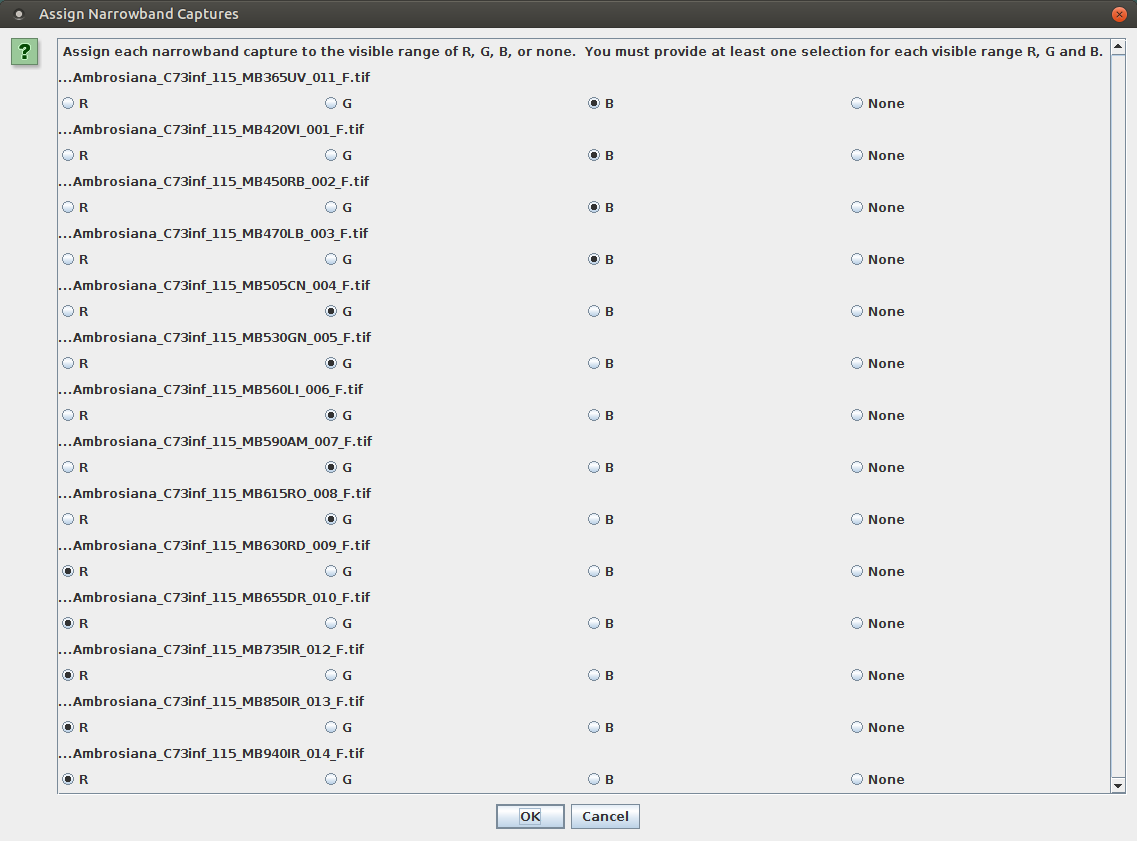 Assign Narrowband Captures
?
Assign each narrowband capture to the visible range of R, G, B, or none.  You must provide at least one selection for each visible range R, G and B.
...Ambrosiana_C73inf_115_MB365UV_011_F.tif
R G B None
...Ambrosiana_C73inf_115_MB420VI_001_F.tif
R G B None
...Ambrosiana_C73inf_115_MB450RB_002_F.tif
R G B None
...Ambrosiana_C73inf_115_MB470LB_003_F.tif
R G B None
...Ambrosiana_C73inf_115_MB505CN_004_F.tif
R G B None
...Ambrosiana_C73inf_115_MB530GN_005_F.tif
R G B None
...Ambrosiana_C73inf_115_MB560LI_006_F.tif
R G B None
...Ambrosiana_C73inf_115_MB590AM_007_F.tif
R G B None
...Ambrosiana_C73inf_115_MB615RO_008_F.tif
R G B None
...Ambrosiana_C73inf_115_MB630RD_009_F.tif
R G B None
...Ambrosiana_C73inf_115_MB655DR_010_F.tif
R G B None
...Ambrosiana_C73inf_115_MB735IR_012_F.tif
R G B None
...Ambrosiana_C73inf_115_MB850IR_013_F.tif
R G B None
...Ambrosiana_C73inf_115_MB940IR_014_F.tif
R G B None
OK Cancel